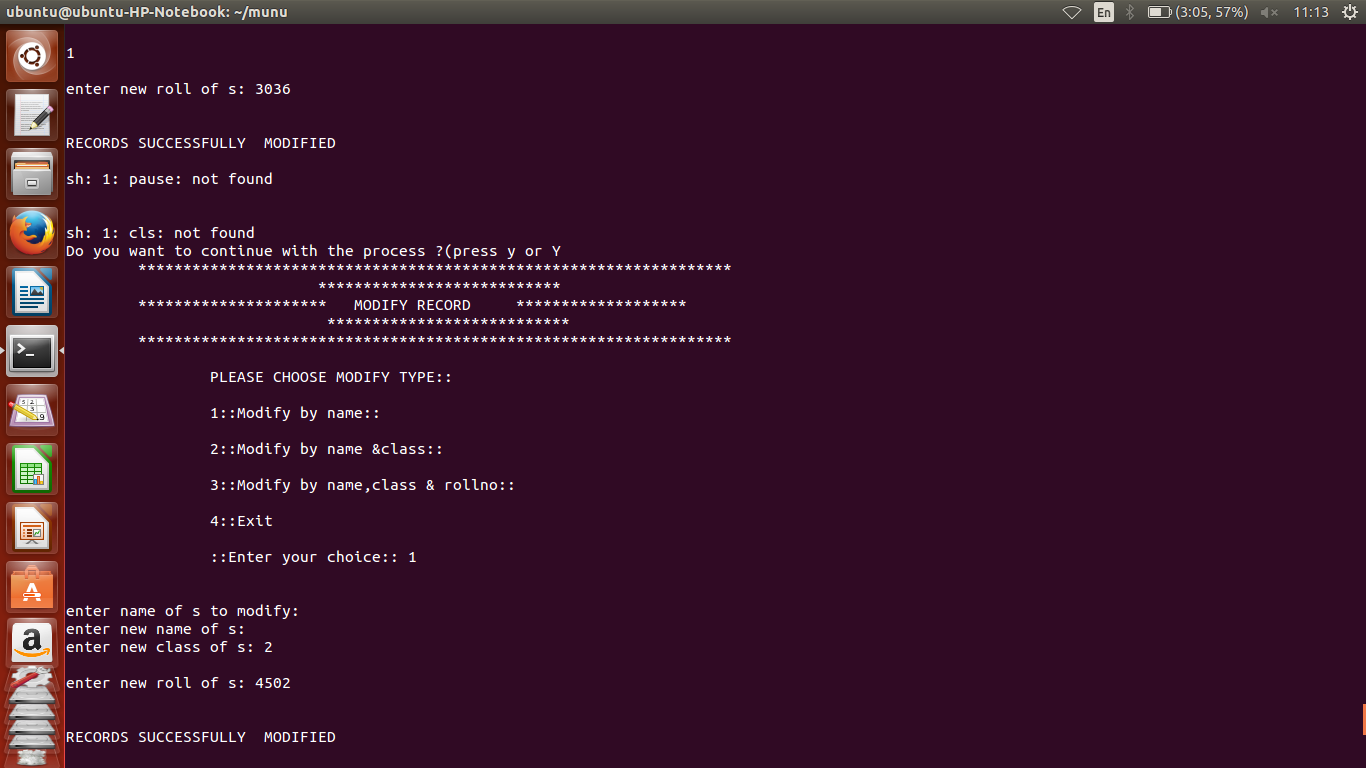 ubuntu@ubuntu-HP-Notebook: ~/munu En (3:05, 57%) 11:13
1
enter new roll of s: 3036
RECORDS SUCCESSFULLY  MODIFIED
sh: 1: pause: not found
sh: 1: cls: not found
Do you want to continue with the process ?(press y or Y
******************************************************************
***************************
*********************   MODIFY RECORD     *******************
***************************
******************************************************************
PLEASE CHOOSE MODIFY TYPE::
1::Modify by name::
2::Modify by name &class::
3::Modify by name,class & rollno::
4::Exit
::Enter your choice:: 1
enter name of s to modify:
enter new name of s:
enter new class of s: 2
enter new roll of s: 4502
RECORDS SUCCESSFULLY  MODIFIED